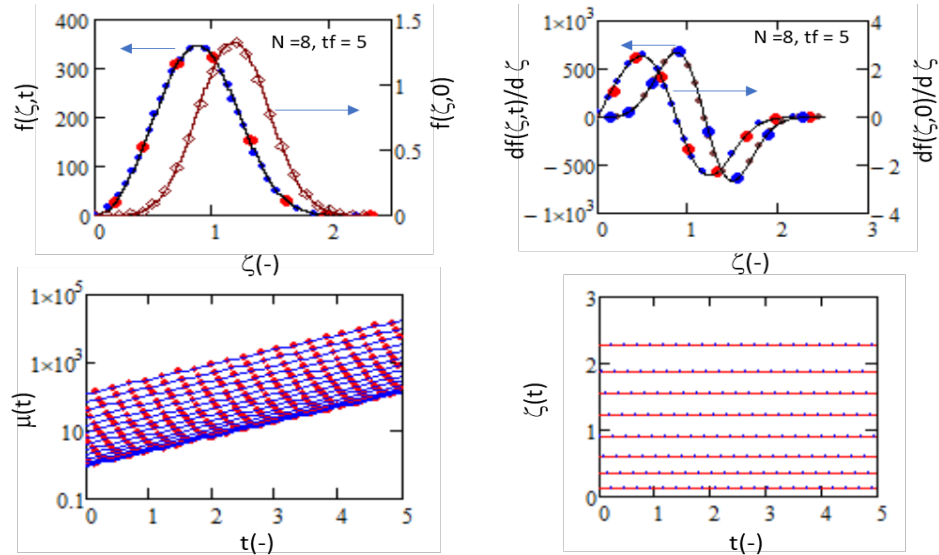 N =8, tf = 5
400
300
200
100
0
f(ζ,t)
1.5
1
0.5
0
f(ζ,0)
0 1 2
ζ(-)
N =8, tf = 5
1×10³
500
0
− 500
− 1×10³
df(ζ,t)/d ζ
4
2
0
− 2
− 4
df(ζ,0)/d ζ
0 1 2 3
ζ(-)
1×10⁵
1×10³
10
0.1
μ(t)
0 1 2 3 4 5
t(-)
3
2
1
0
ζ(t)
0 1 2 3 4 5
t(-)